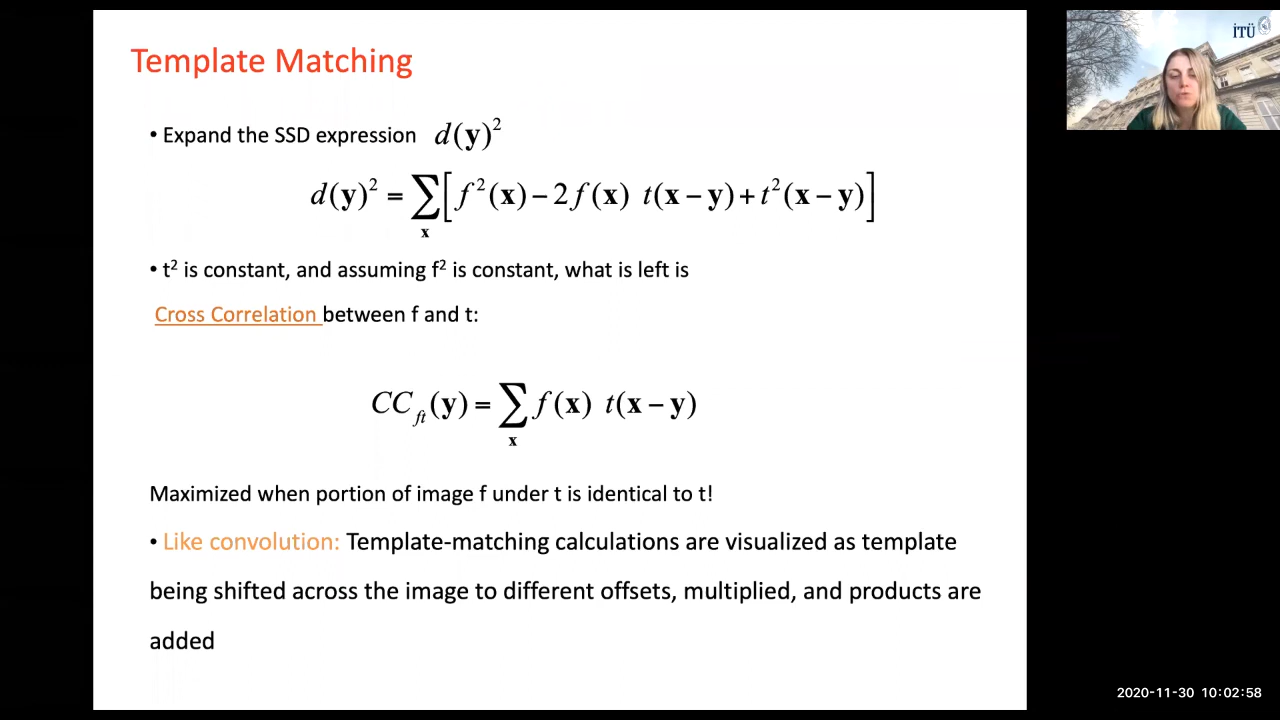 Template Matching
• Expand the SSD expression d(y)²
d(y)² = ∑ₓ [f²(x) – 2f(x) t(x – y) + t²(x – y)]
• t² is constant, and assuming f² is constant, what is left is
Cross Correlation between f and t:
CC_ft(y) = ∑ₓ f(x) t(x – y)
Maximized when portion of image f under t is identical to t!
• Like convolution: Template-matching calculations are visualized as template
being shifted across the image to different offsets, multiplied, and products are
added
İTÜ
2020-11-30 10:02:58